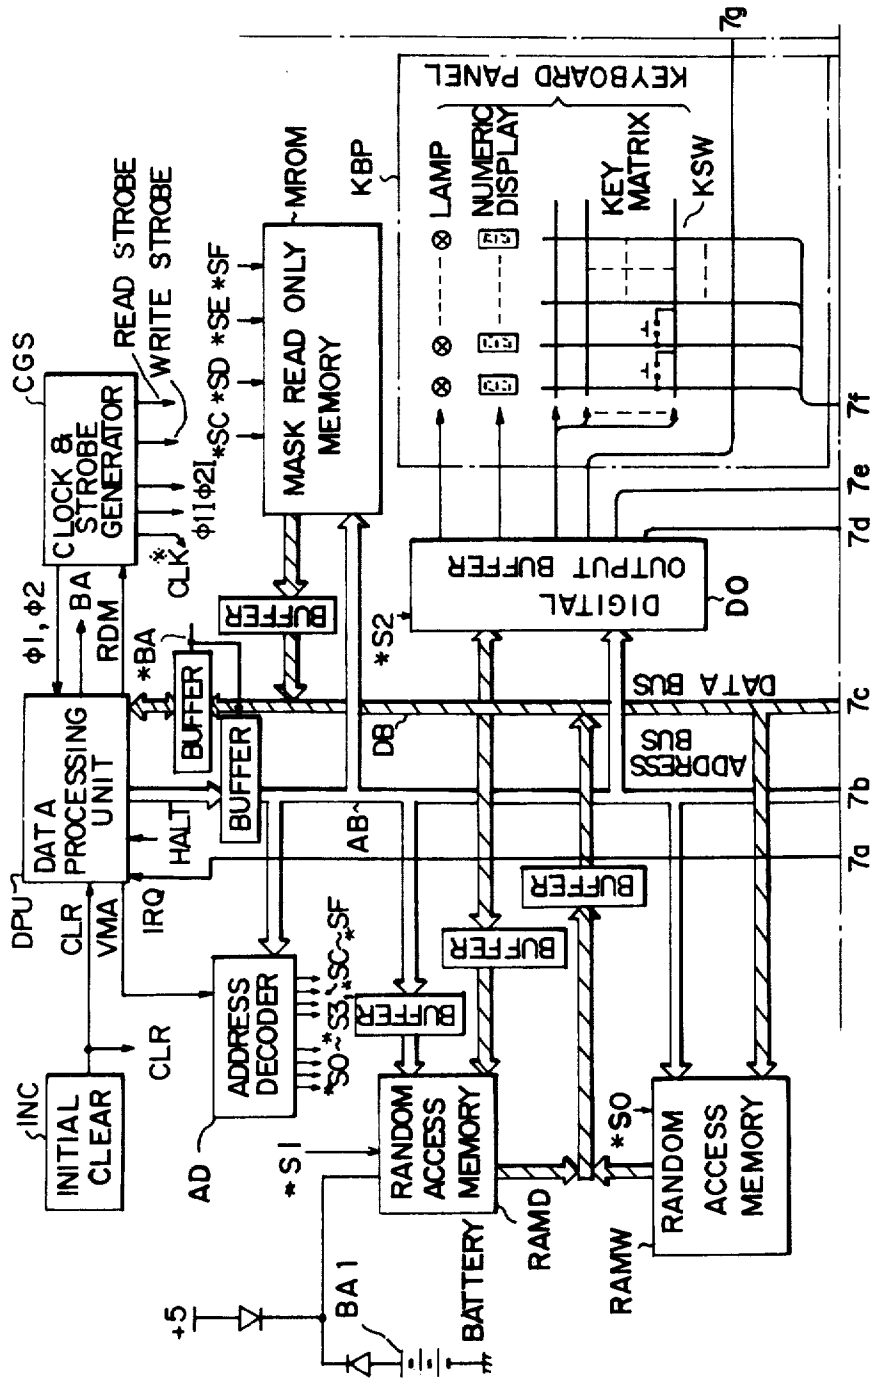 INC
INITIAL
CLEAR
CLR
CLR
DPU
DATA
PROCESSING
UNIT
VMA
IRQ
HALT
φ1, φ2
BA
RDM
*BA
CGS
CLOCK &
STROBE
GENERATOR
READ STROBE
WRITE STROBE
φ1I φ2I
CLK*
AD
ADDRESS
DECODER
*S0~*S3,*SC~*SF
BUFFER
BUFFER
BUFFER
*SC *SD *SE *SF
MROM
MASK READ ONLY
MEMORY
+5
BA1
BATTERY
*S1
RANDOM
ACCESS
MEMORY
RAMD
BUFFER
BUFFER
BUFFER
AB
DB
*S2
DIGITAL
OUTPUT BUFFER
DO
KBP
LAMP
NUMERIC
DISPLAY
KEY
MATRIX
KSW
KEYBOARD PANEL
*S0
RANDOM
ACCESS
MEMORY
RAMW
ADDRESS
BUS
DATA BUS
7a
7b
7c
7d
7e
7f
7g